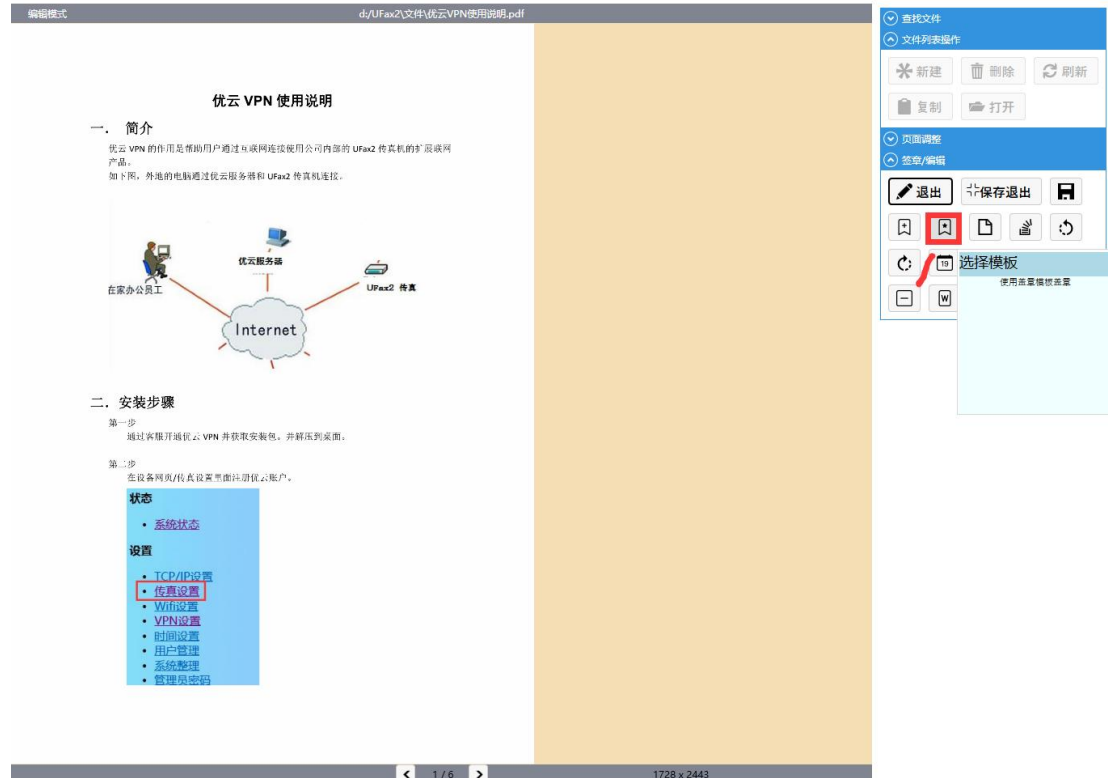 编辑模式
d:/UFax2\文件\优云VPN使用说明.pdf
优云 VPN 使用说明
一. 简介
优云 VPN 的作用是帮助用户通过互联网连接使用公司内部的 UFax2 传真机的扩展联网
产品。
如下图，外地的电脑通过优云服务器和 UFax2 传真机连接.
优云服务器
在家办公员工
UFax2 传真
Internet
二. 安装步骤
第一步
通过客服开通优云 VPN 并获取安装包。并解压到桌面。
第二步
在设备网页/传真设置里面注册优云账户。
状态
• 系统状态
设置
• TCP/IP设置
• 传真设置
• Wifi设置
• VPN设置
• 时间设置
• 用户管理
• 系统整理
• 管理员密码
1 / 6
1728 x 2443
查找文件
文件列表操作
新建
删除
刷新
复制
打开
页面调整
签章/编辑
退出
保存退出
19
选择模板
使用盖章模板盖章
W